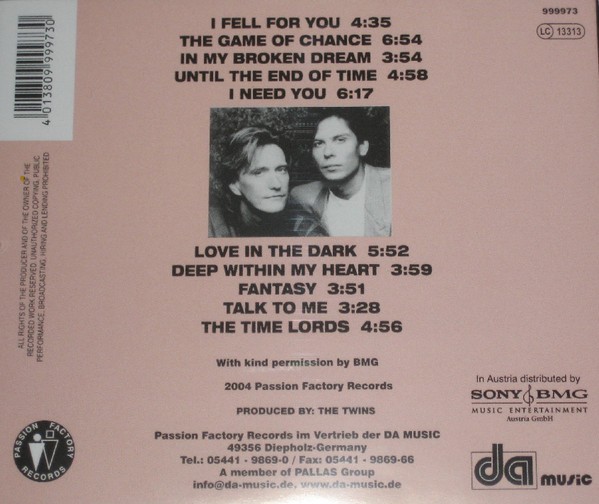 I FELL FOR YOU 4:35
THE GAME OF CHANCE 6:54
IN MY BROKEN DREAM 3:54
UNTIL THE END OF TIME 4:58
I NEED YOU 6:17
999973
LC 13313
4 013809 999730
ALL RIGHTS OF THE PRODUCER AND OF THE OWNER OF THE
RECORDED WORK RESERVED. UNAUTHORIZED COPYING, PUBLIC
PERFORMANCE, BROADCASTING, HIRING AND LENDING PROHIBITED
LOVE IN THE DARK 5:52
DEEP WITHIN MY HEART 3:59
FANTASY 3:51
TALK TO ME 3:28
THE TIME LORDS 4:56
With kind permission by BMG
2004 Passion Factory Records
PRODUCED BY: THE TWINS
Passion Factory Records im Vertrieb der DA MUSIC
49356 Diepholz-Germany
Tel.: 05441 - 9869-0 / Fax: 05441 - 9869-66
A member of PALLAS Group
info@da-music.de, www.da-music.de
PASSION FACTORY
RECORDS
In Austria distributed by
SONY BMG
MUSIC ENTERTAINMENT
Austria GmbH
da music